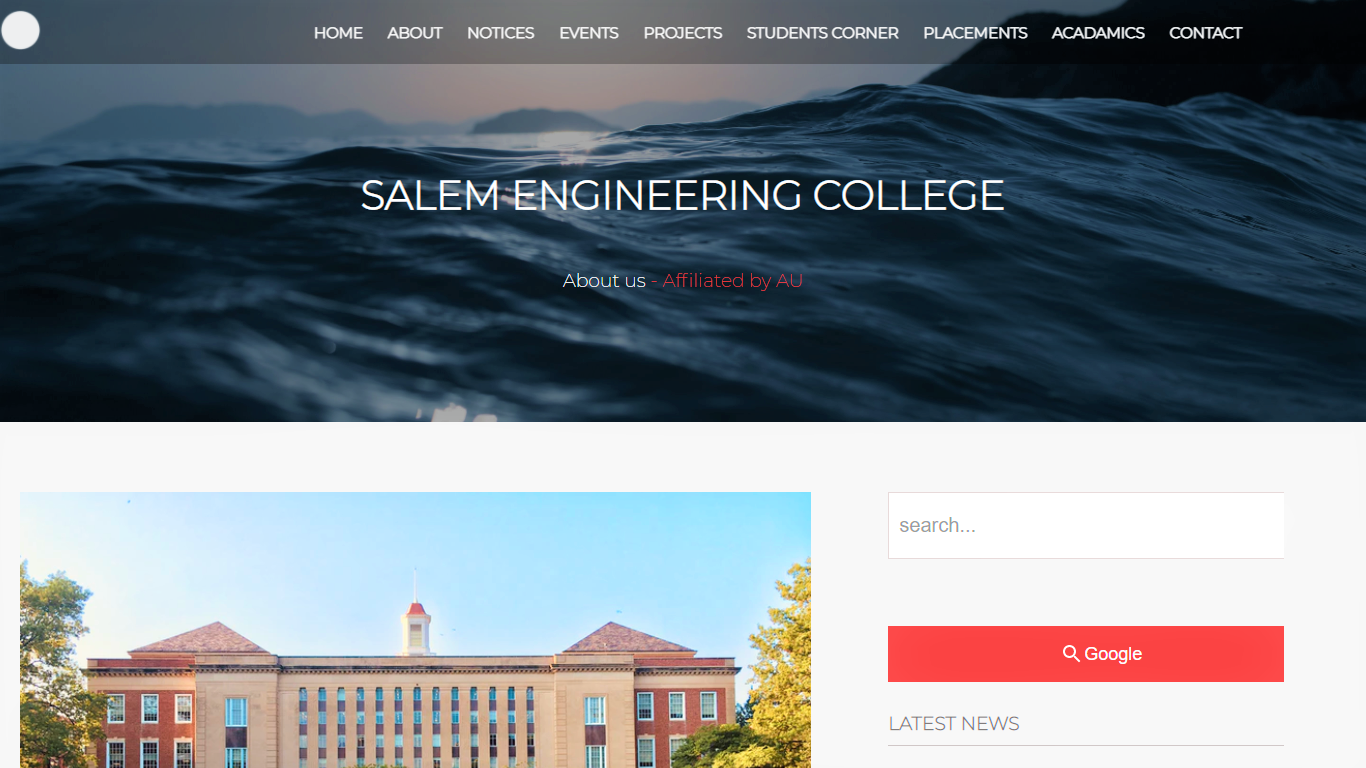 HOME ABOUT NOTICES EVENTS PROJECTS STUDENTS CORNER PLACEMENTS ACADAMICS CONTACT
SALEM ENGINEERING COLLEGE
About us - Affiliated by AU
search...
Google
LATEST NEWS